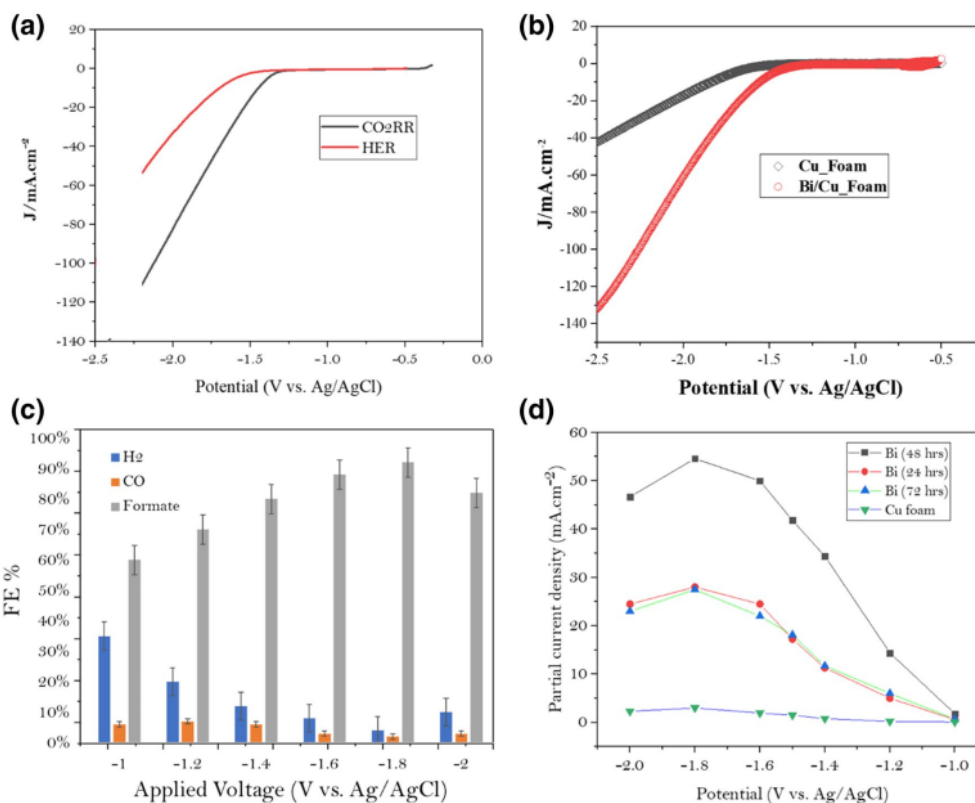 (a)
20
0
-20
-40
-60
-80
-100
-120
-140
J/mA.cm⁻²
CO2RR
HER
-2.5
-2.0
-1.5
-1.0
-0.5
0.0
Potential (V vs. Ag/AgCl)
(b)
20
0
-20
-40
-60
-80
-100
-120
-140
J/mA.cm⁻²
Cu_Foam
Bi/Cu_Foam
-2.5
-2.0
-1.5
-1.0
-0.5
Potential (V vs. Ag/AgCl)
(c)
100%
90%
80%
70%
60%
50%
40%
30%
20%
10%
0%
FE %
H2
CO
Formate
-1
-1.2
-1.4
-1.6
-1.8
-2
Applied Voltage (V vs. Ag/AgCl)
(d)
60
50
40
30
20
10
0
Partial current density (mA.cm⁻²)
Bi (48 hrs)
Bi (24 hrs)
Bi (72 hrs)
Cu foam
-2.0
-1.8
-1.6
-1.4
-1.2
-1.0
Potential (V vs. Ag/AgCl)